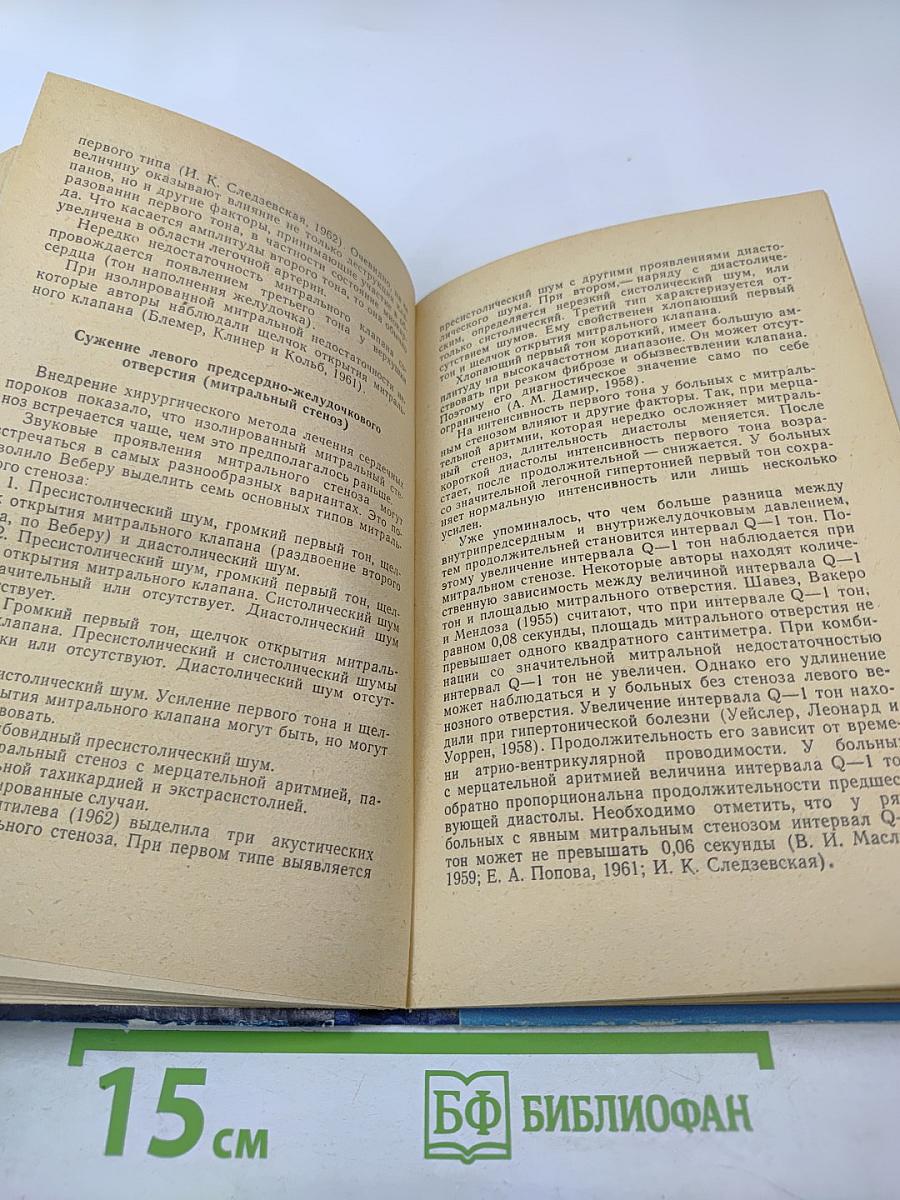 первого типа (И. К. Следзевская, 1962). Очевидно,
величину оказывают влияние не только деструкция
панов, но и другие факторы, принимающие участие в
разовании первого тона, в частности состояние
да. Что касается амплитуды второго тона, то она
увеличена в области легочной артерии.
Нередко недостаточность митрального клапана
провождается появлением третьего тона у
сердца (тон наполнения желудочка).
При изолированной митральной недостаточности
которые авторы наблюдали щелчок открытия
ного клапана (Блемер, Клинер и Кольб, 1961).
Сужение левого предсердно-желудочкового
отверстия (митральный стеноз)
Внедрение хирургического метода лечения сердечных
пороков показало, что изолированный митральный сте-
ноз встречается чаще, чем это предполагалось раньше.
Звуковые проявления митрального стеноза могут
встречаться в самых разнообразных вариантах. Это по-
волило Веберу выделить семь основных типов митраль-
ого стеноза:
1. Пресистолический шум, громкий первый тон, щел-
к открытия митрального клапана (раздвоение второго
а, по Веберу) и диастолический шум.
2. Пресистолический шум, громкий первый тон, щел-
открытия митрального клапана. Систолический шум
ачительный или отсутствует. Диастолический шум
тствует.
Громкий первый тон, щелчок открытия митраль-
клапана. Пресистолический и систолический шумы
ки или отсутствуют. Диастолический шум отсут-
истолический шум. Усиление первого тона и щел-
рытия митрального клапана могут быть, но могут
вовать.
бовидный пресистолический шум.
ральный стеноз с мерцательной аритмией, па-
ьной тахикардией и экстрасистолией.
ированные случаи.
нтилева (1962) выделила три акустических
льного стеноза. При первом типе выявляется
пресистолический шум с другими проявлениями диасто-
лического шума. При втором,— наряду с диастоличе-
ским, определяется нерезкий систолический шум, или
только систолический. Третий тип характеризуется от-
сутствием шумов. Ему свойственен хлопающий первый
тон и щелчок открытия митрального клапана.
Хлопающий первый тон короткий, имеет большую ам-
плитуду на высокачастотном диапазоне. Он может отсут-
ствовать при резком фиброзе и обызвествлении клапана.
Поэтому его диагностическое значение само по себе
ограничено (А. М. Дамир, 1958).
На интенсивность первого тона у больных с митраль-
ным стенозом влияют и другие факторы. Так, при мерца-
тельной аритмии, которая нередко осложняет митраль-
ный стеноз, длительность диастолы меняется. После
короткой диастолы интенсивность первого тона возра-
стает, после продолжительной — снижается. У больных
со значительной легочной гипертонией первый тон сохра-
няет нормальную интенсивность или лишь несколько
усилен.
Уже упоминалось, что чем больше разница между
внутрипредсердным и внутрижелудочковым давлением,
тем продолжительней становится интервал Q—1 тон. По-
этому увеличение интервала Q—1 тон наблюдается при
митральном стенозе. Некоторые авторы находят количе-
ственную зависимость между величиной интервала Q—1
тон и площадью митрального отверстия. Шавез, Вакеро
и Мендоза (1955) считают, что при интервале Q—1 тон,
равном 0,08 секунды, площадь митрального отверстия не
превышает одного квадратного сантиметра. При комби-
нации со значительной митральной недостаточностью
интервал Q—1 тон не увеличен. Однако его удлинение
может наблюдаться и у больных без стеноза левого ве-
нозного отверстия. Увеличение интервала Q—1 тон нахо-
дили при гипертонической болезни (Уейслер, Леонард и
Уоррен, 1958). Продолжительность его зависит от време-
ни атрио-вентрикулярной проводимости. У больных
с мерцательной аритмией величина интервала Q—1 то
обратно пропорциональна продолжительности предшес
вующей диастолы. Необходимо отметить, что у ря
больных с явным митральным стенозом интервал Q—
тон может не превышать 0,06 секунды (В. И. Масл
1959; Е. А. Попова, 1961; И. К. Следзевская).
15 см
БФ БИБЛИОФАН